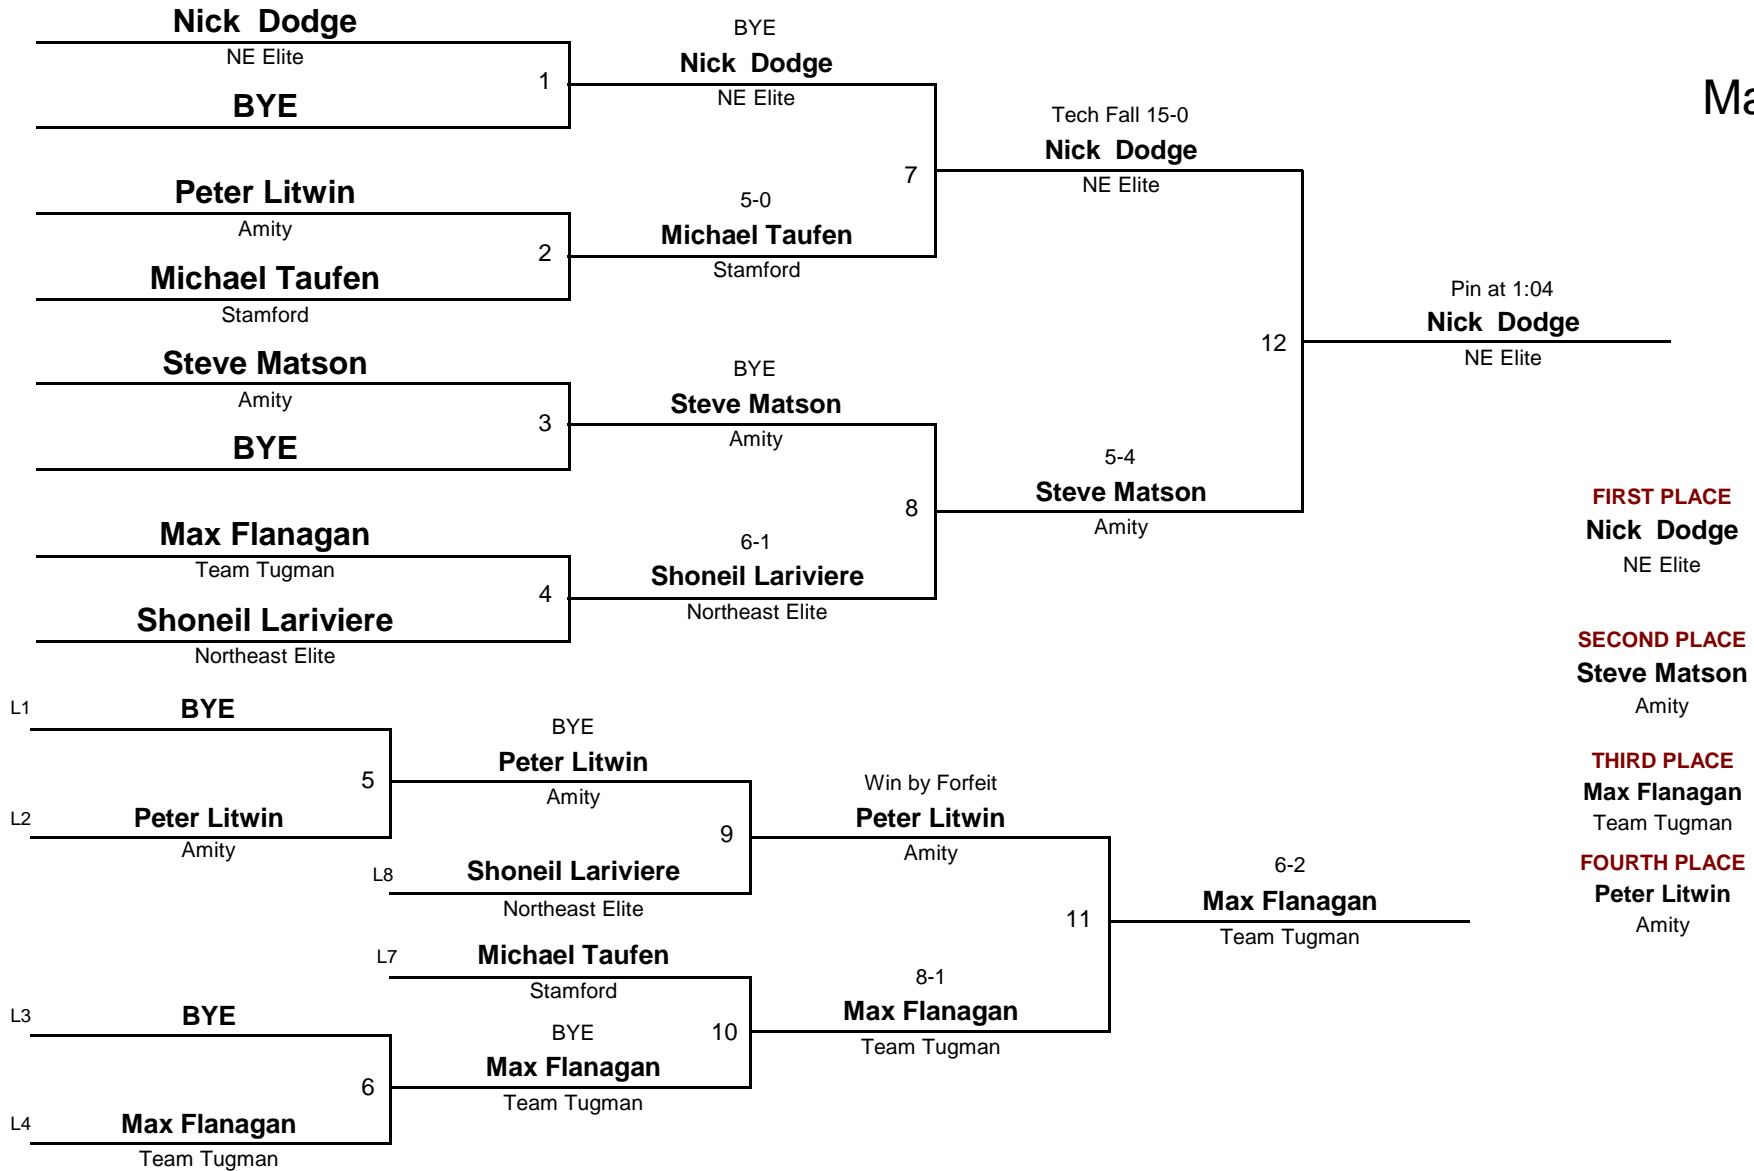 Nick  Dodge
NE Elite
1
BYE
BYE
Nick  Dodge
NE Elite
Peter Litwin
Amity
2
Michael Taufen
Stamford
5-0
Michael Taufen
Stamford
7
Tech Fall 15-0
Nick  Dodge
NE Elite
Ma
Steve Matson
Amity
3
BYE
BYE
Steve Matson
Amity
Max Flanagan
Team Tugman
4
Shoneil Lariviere
Northeast Elite
6-1
Shoneil Lariviere
Northeast Elite
8
5-4
Steve Matson
Amity
12
Pin at 1:04
Nick  Dodge
NE Elite
FIRST PLACE
Nick  Dodge
NE Elite
SECOND PLACE
Steve Matson
Amity
THIRD PLACE
Max Flanagan
Team Tugman
FOURTH PLACE
Peter Litwin
Amity
L1
BYE
5
L2
Peter Litwin
Amity
BYE
Peter Litwin
Amity
9
L8
Shoneil Lariviere
Northeast Elite
Win by Forfeit
Peter Litwin
Amity
L7
Michael Taufen
Stamford
10
L3
BYE
6
L4
Max Flanagan
Team Tugman
BYE
Max Flanagan
Team Tugman
8-1
Max Flanagan
Team Tugman
11
6-2
Max Flanagan
Team Tugman